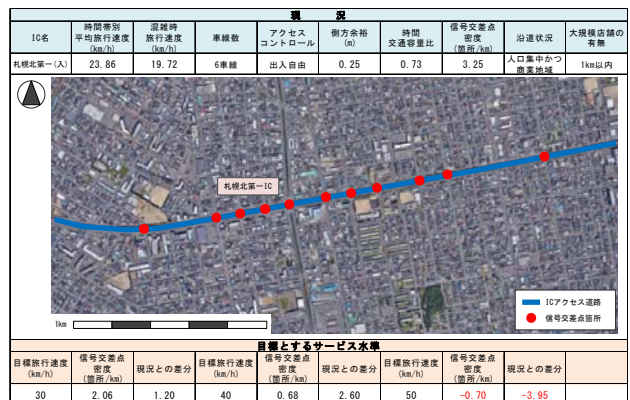 現　況
IC名
時間帯別
平均旅行速度
(km/h)
混雑時
旅行速度
(km/h)
車線数
アクセス
コントロール
側方余裕
(m)
時間
交通容量比
信号交差点
密度
(箇所/km)
沿道状況
大規模店舗の
有無
札幌北第一(入)
23.86
19.72
6車線
出入自由
0.25
0.73
3.25
人口集中かつ
商業地域
1km以内
札幌北第一IC
1km
ICアクセス道路
信号交差点箇所
目標とするサービス水準
目標旅行速度
(km/h)
信号交差点
密度
(箇所/km)
現況との差分
目標旅行速度
(km/h)
信号交差点
密度
(箇所/km)
現況との差分
目標旅行速度
(km/h)
信号交差点
密度
(箇所/km)
現況との差分
30
2.06
1.20
40
0.68
2.60
50
-0.70
-3.95